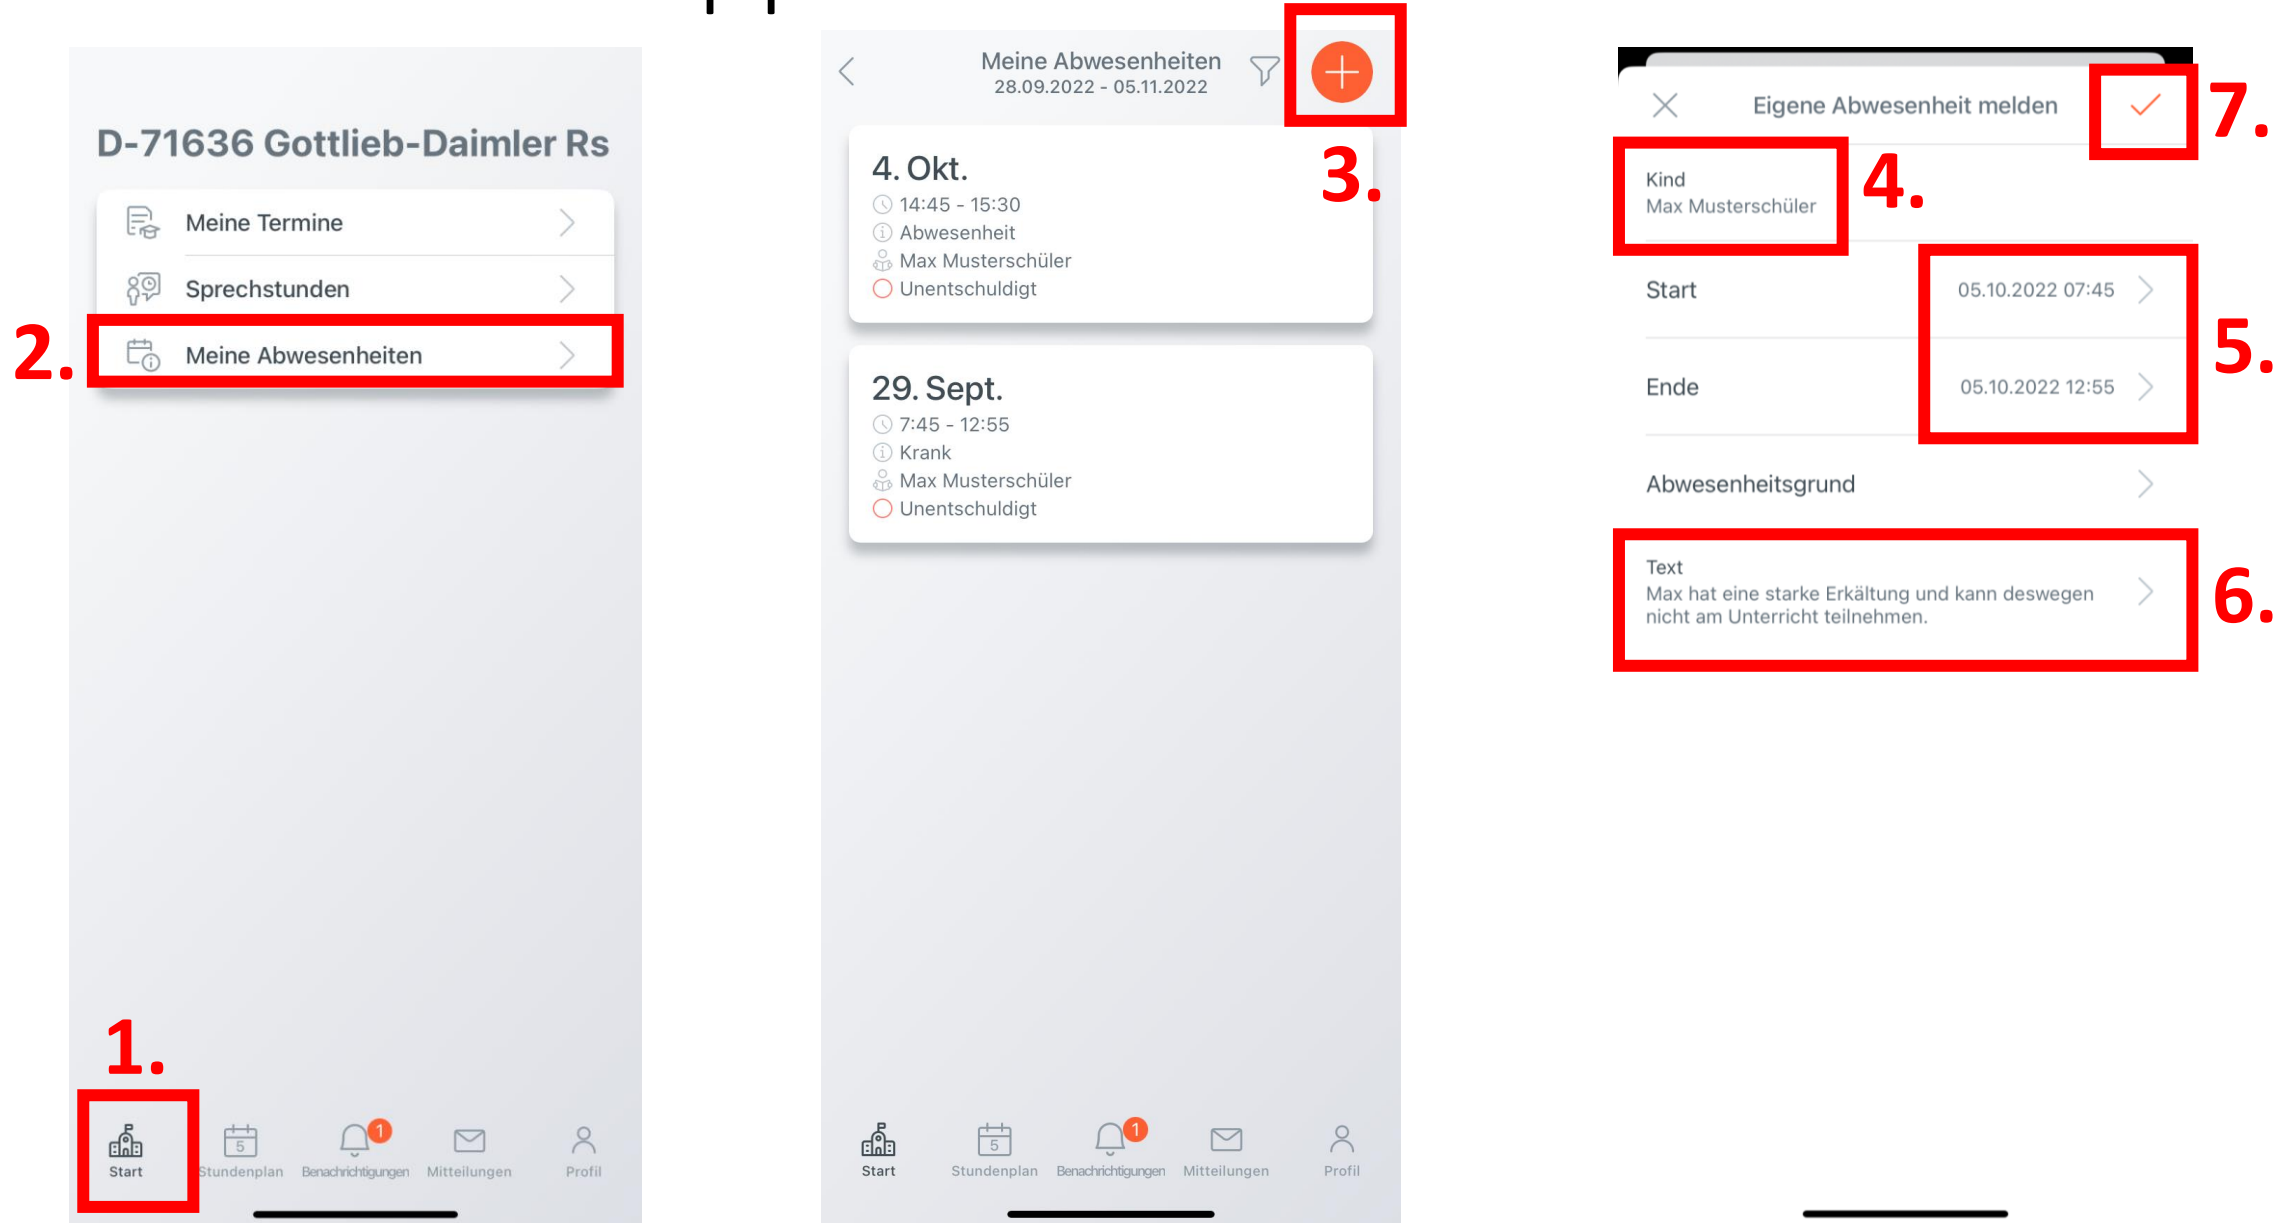 D-71636 Gottlieb-Daimler Rs
Meine Termine
Sprechstunden
2.
Meine Abwesenheiten
1.
Start
5
Stundenplan
1
Benachrichtigungen
Mitteilungen
Profil
Meine Abwesenheiten
28.09.2022 - 05.11.2022
3.
4. Okt.
14:45 - 15:30
Abwesenheit
Max Musterschüler
Unentschuldigt
29. Sept.
7:45 - 12:55
Krank
Max Musterschüler
Unentschuldigt
Start
5
Stundenplan
1
Benachrichtigungen
Mitteilungen
Profil
Eigene Abwesenheit melden
7.
Kind
Max Musterschüler
4.
Start
05.10.2022 07:45
5.
Ende
05.10.2022 12:55
Abwesenheitsgrund
Text
Max hat eine starke Erkältung und kann deswegen
nicht am Unterricht teilnehmen.
6.